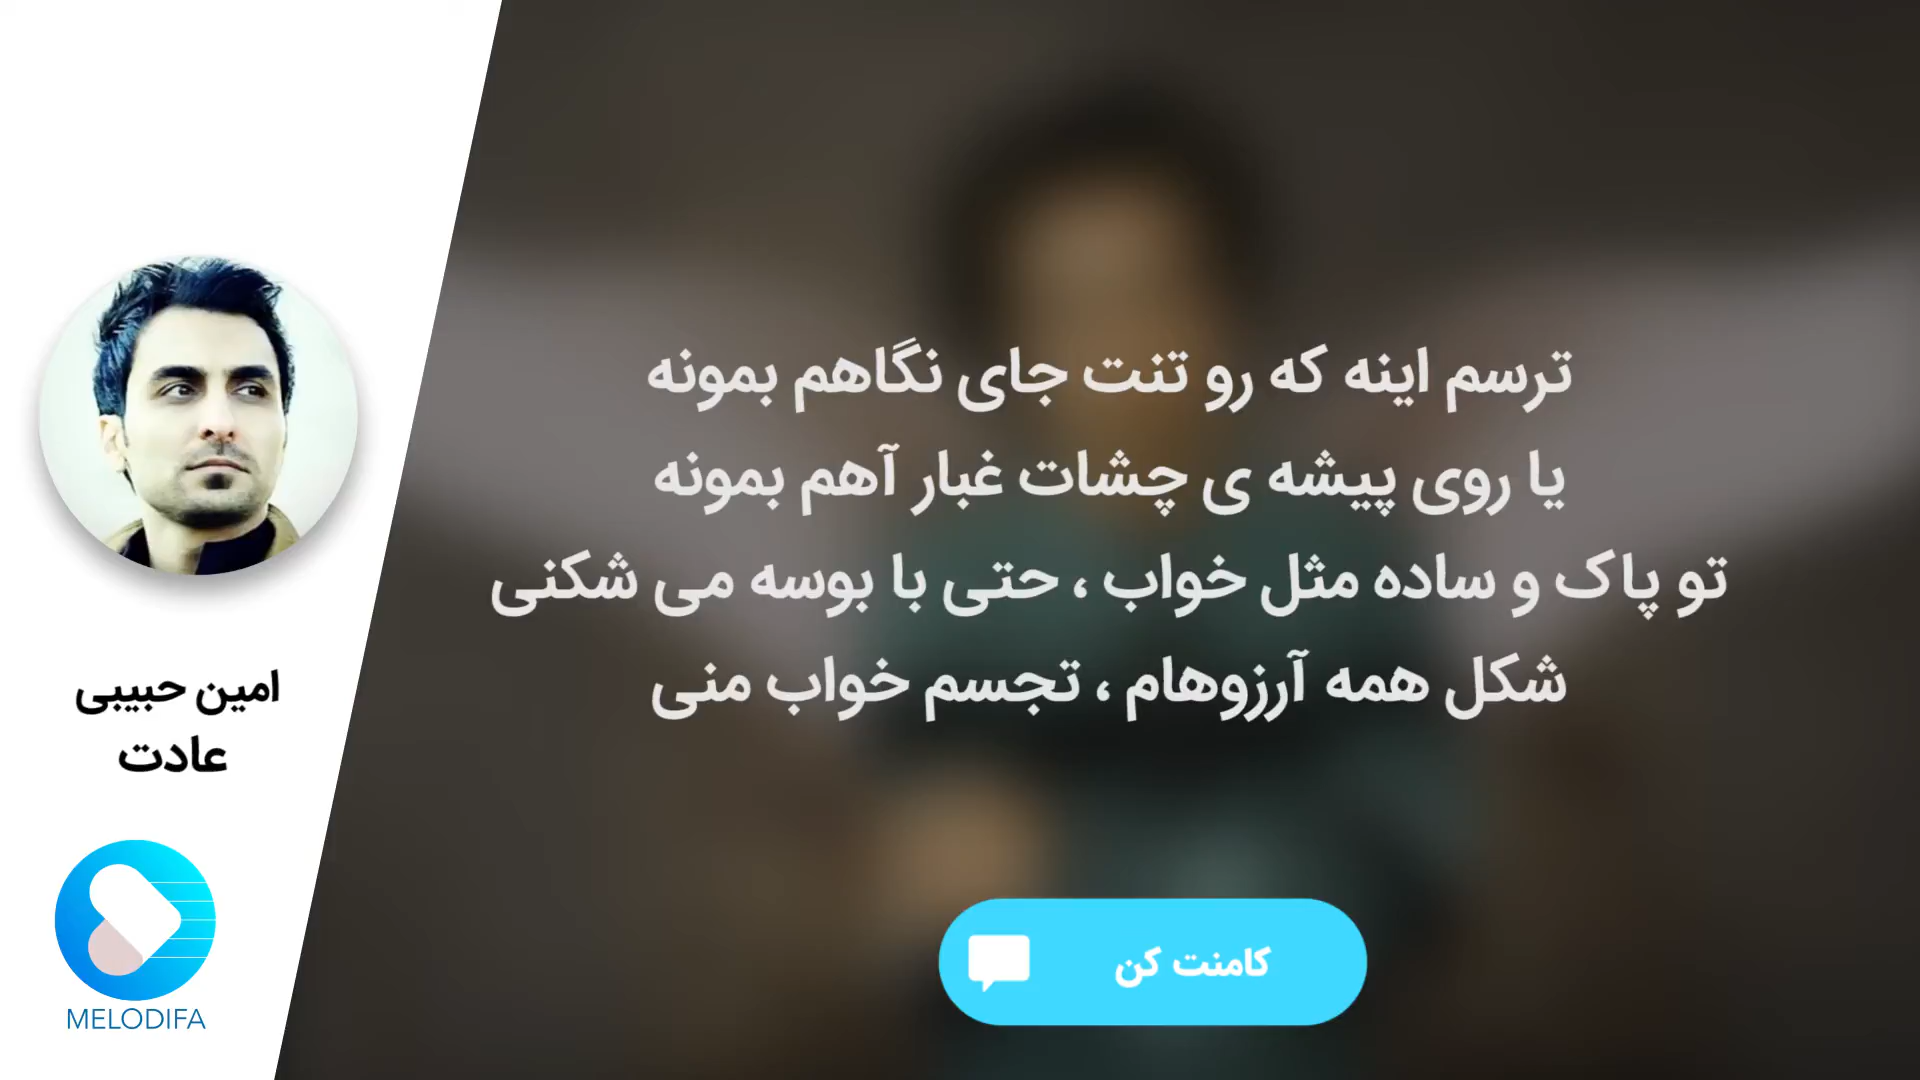 ترسم اینه که رو تنت جای نگاهم بمونه
یا روی پیشه ی چشات غبار آهم بمونه
تو پاک و ساده مثل خواب ، حتی با بوسه می شکنی
شکل همه آرزوهام ، تجسم خواب منی
امین حبیبی
عادت
MELODIFA
کامنت کن